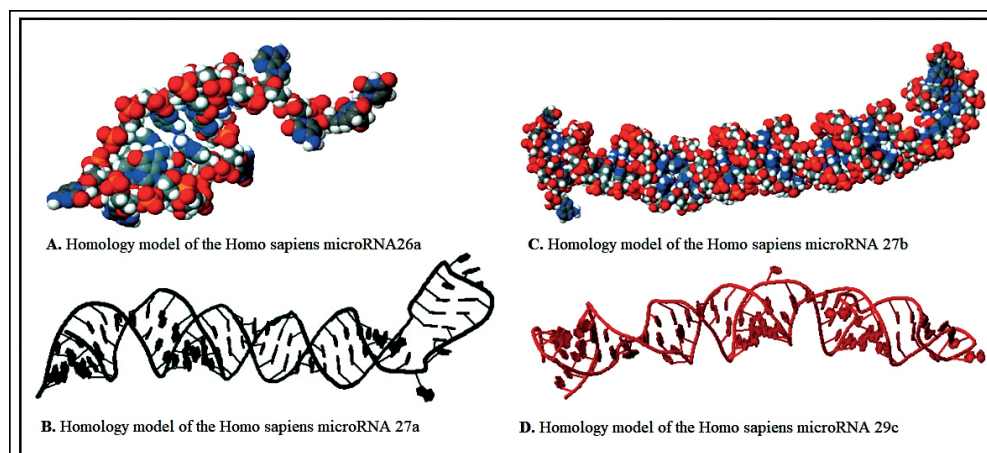 A. Homology model of the Homo sapiens microRNA26a
C. Homology model of the Homo sapiens microRNA 27b
B. Homology model of the Homo sapiens microRNA 27a
D. Homology model of the Homo sapiens microRNA 29c